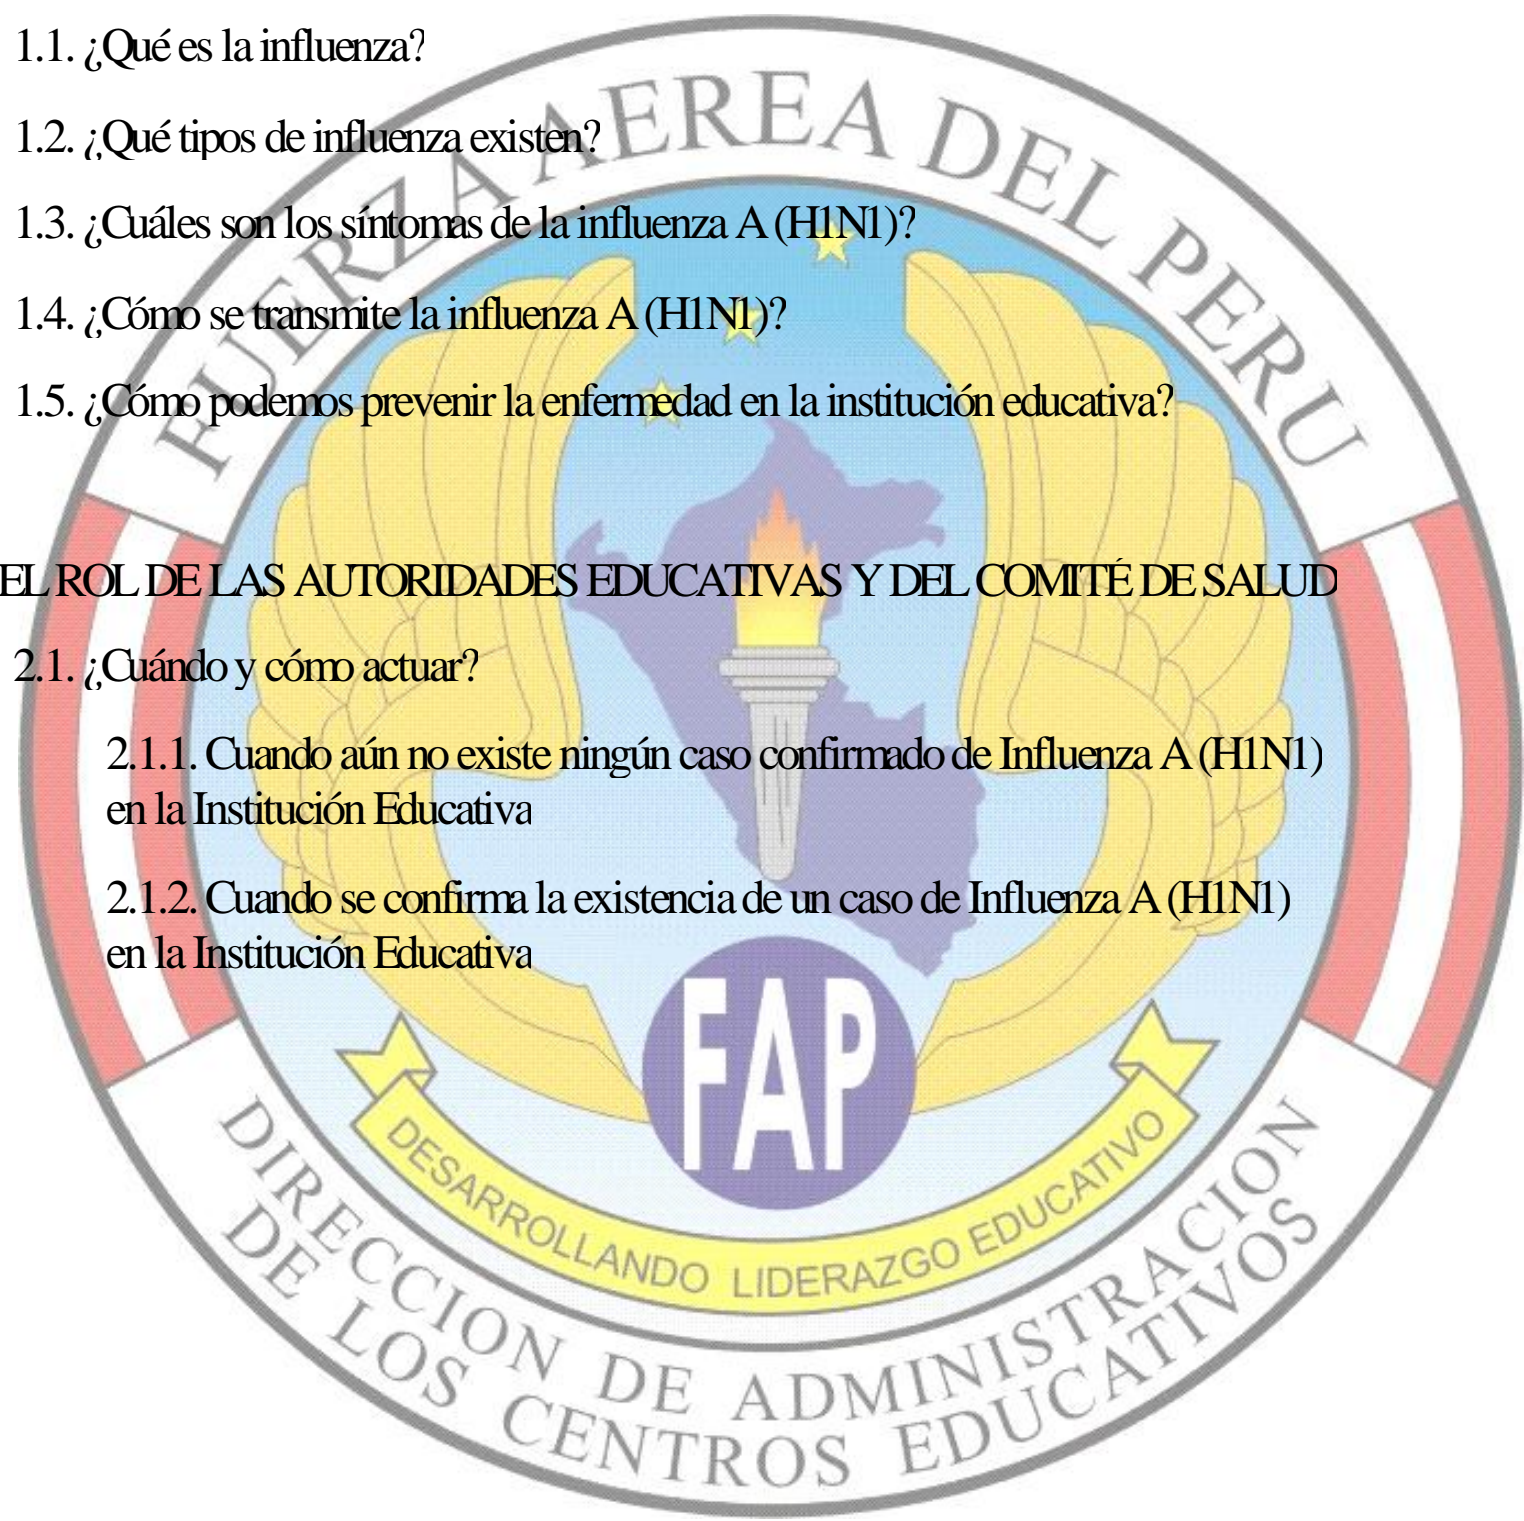 1.1. ¿Qué es la influenza?
1.2. ¿Qué tipos de influenza existen?
1.3. ¿Cuáles son los síntomas de la influenza A (H1N1)?
1.4. ¿Cómo se transmite la influenza A (H1N1)?
1.5. ¿Cómo podemos prevenir la enfermedad en la institución educativa?
EL ROL DE LAS AUTORIDADES EDUCATIVAS Y DEL COMITÉ DE SALUD
2.1. ¿Cuándo y cómo actuar?
2.1.1. Cuando aún no existe ningún caso confirmado de Influenza A (H1N1)
en la Institución Educativa
2.1.2. Cuando se confirma la existencia de un caso de Influenza A (H1N1)
en la Institución Educativa
FUERZA AEREA DEL PERU
FAP
DESARROLLANDO LIDERAZGO EDUCATIVO
DIRECCION DE ADMINISTRACION
DE LOS CENTROS EDUCATIVOS